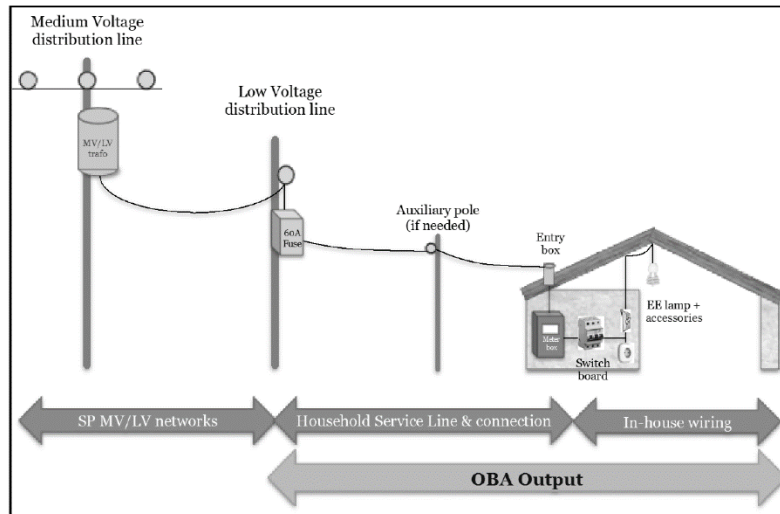 Medium Voltage
distribution line
MV/LV
trafo
Low Voltage
distribution line
60A
Fuse
Auxiliary pole
(if needed)
Entry
box
Meter
box
Switch
board
EE lamp +
accessories
SP MV/LV networks
Household Service Line & connection
In-house wiring
OBA Output